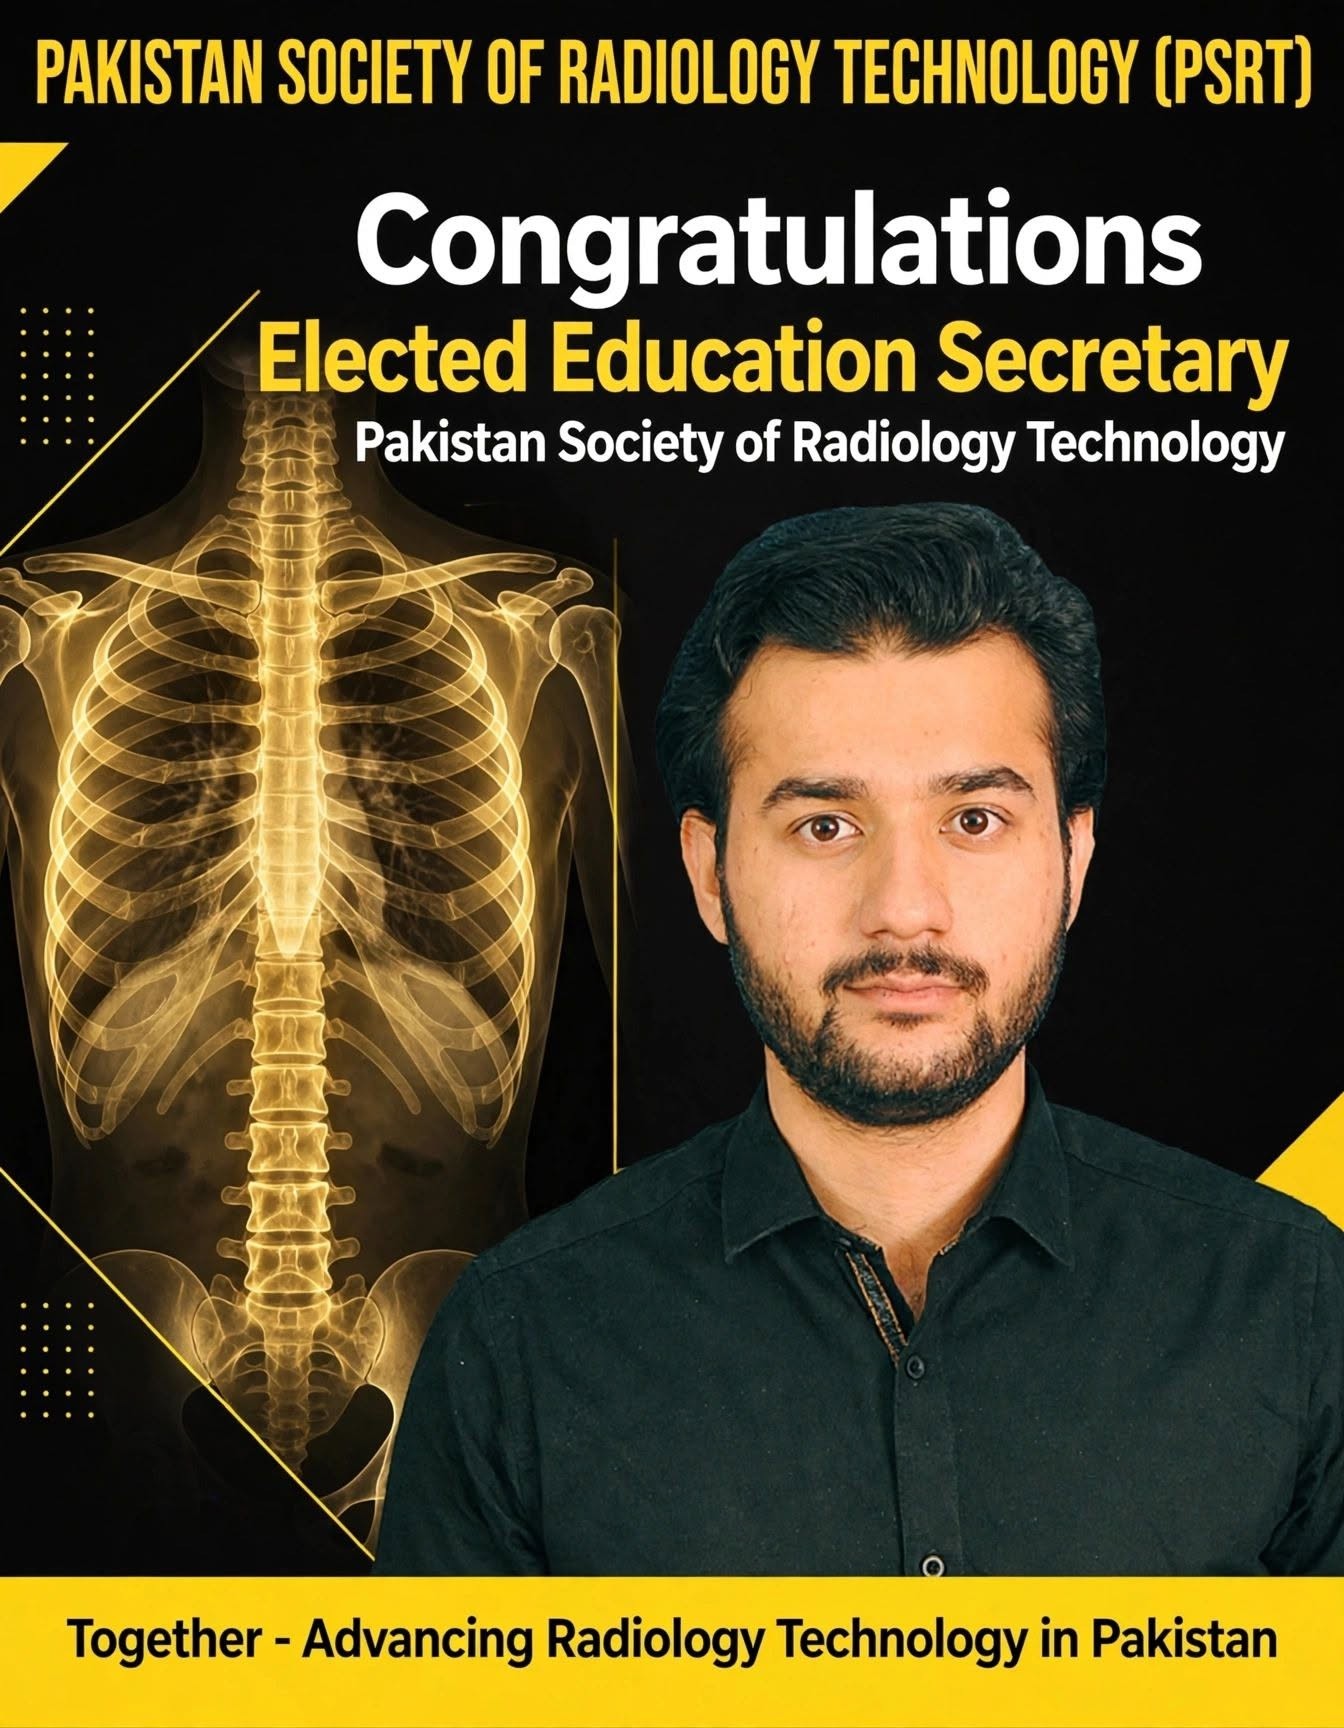 PAKISTAN SOCIETY OF RADIOLOGY TECHNOLOGY (PSRT)
Congratulations
Elected Education Secretary
Pakistan Society of Radiology Technology
Together - Advancing Radiology Technology in Pakistan